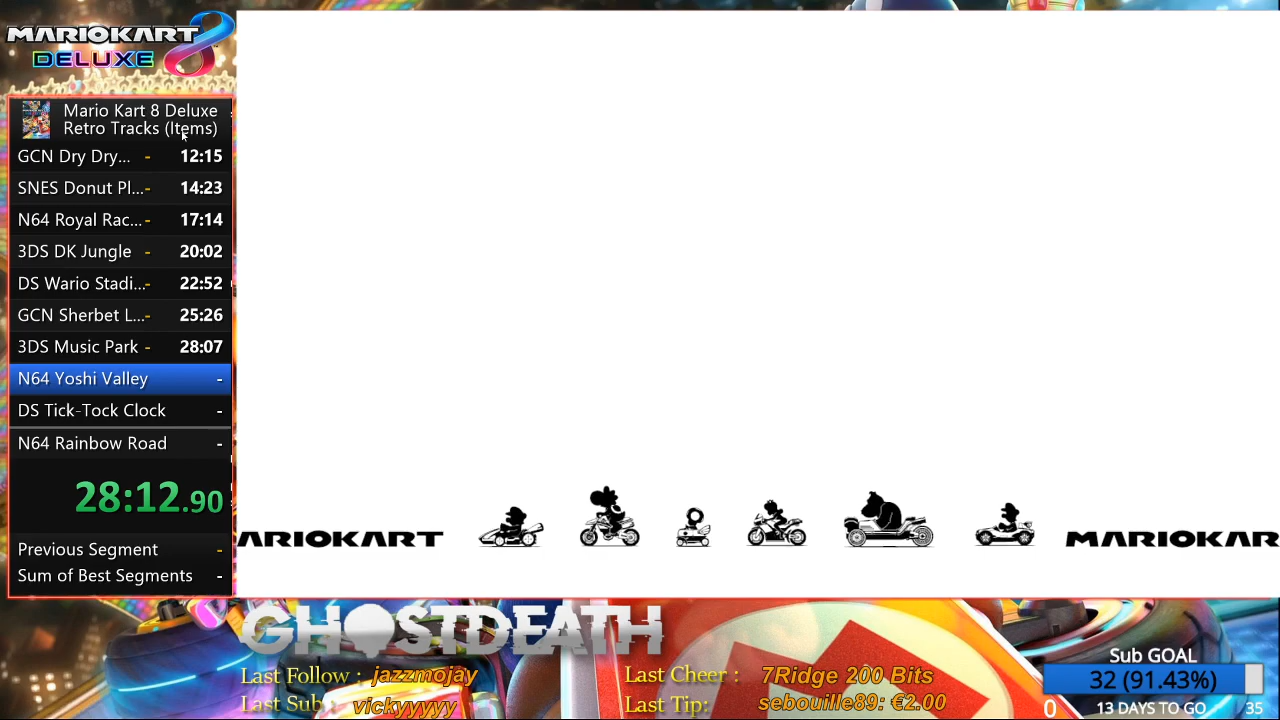 MARIOKART 8
DELUXE
Mario Kart 8 Deluxe
Retro Tracks (Items)
GCN Dry Dry... - 12:15
SNES Donut Pl... - 14:23
N64 Royal Rac... - 17:14
3DS DK Jungle - 20:02
DS Wario Stadi... - 22:52
GCN Sherbet L... - 25:26
3DS Music Park - 28:07
N64 Yoshi Valley -
DS Tick-Tock Clock -
N64 Rainbow Road -
28:12.90
Previous Segment -
Sum of Best Segments -
ARIOKART MARIOKAR
GHOSTDEATH
Last Follow : jazzmojay
Last Sub : vickyyyyy
Last Cheer : 7Ridge 200 Bits
Last Tip: sebouille89: €2.00
Sub GOAL
32 (91.43%)
0 13 DAYS TO GO 35